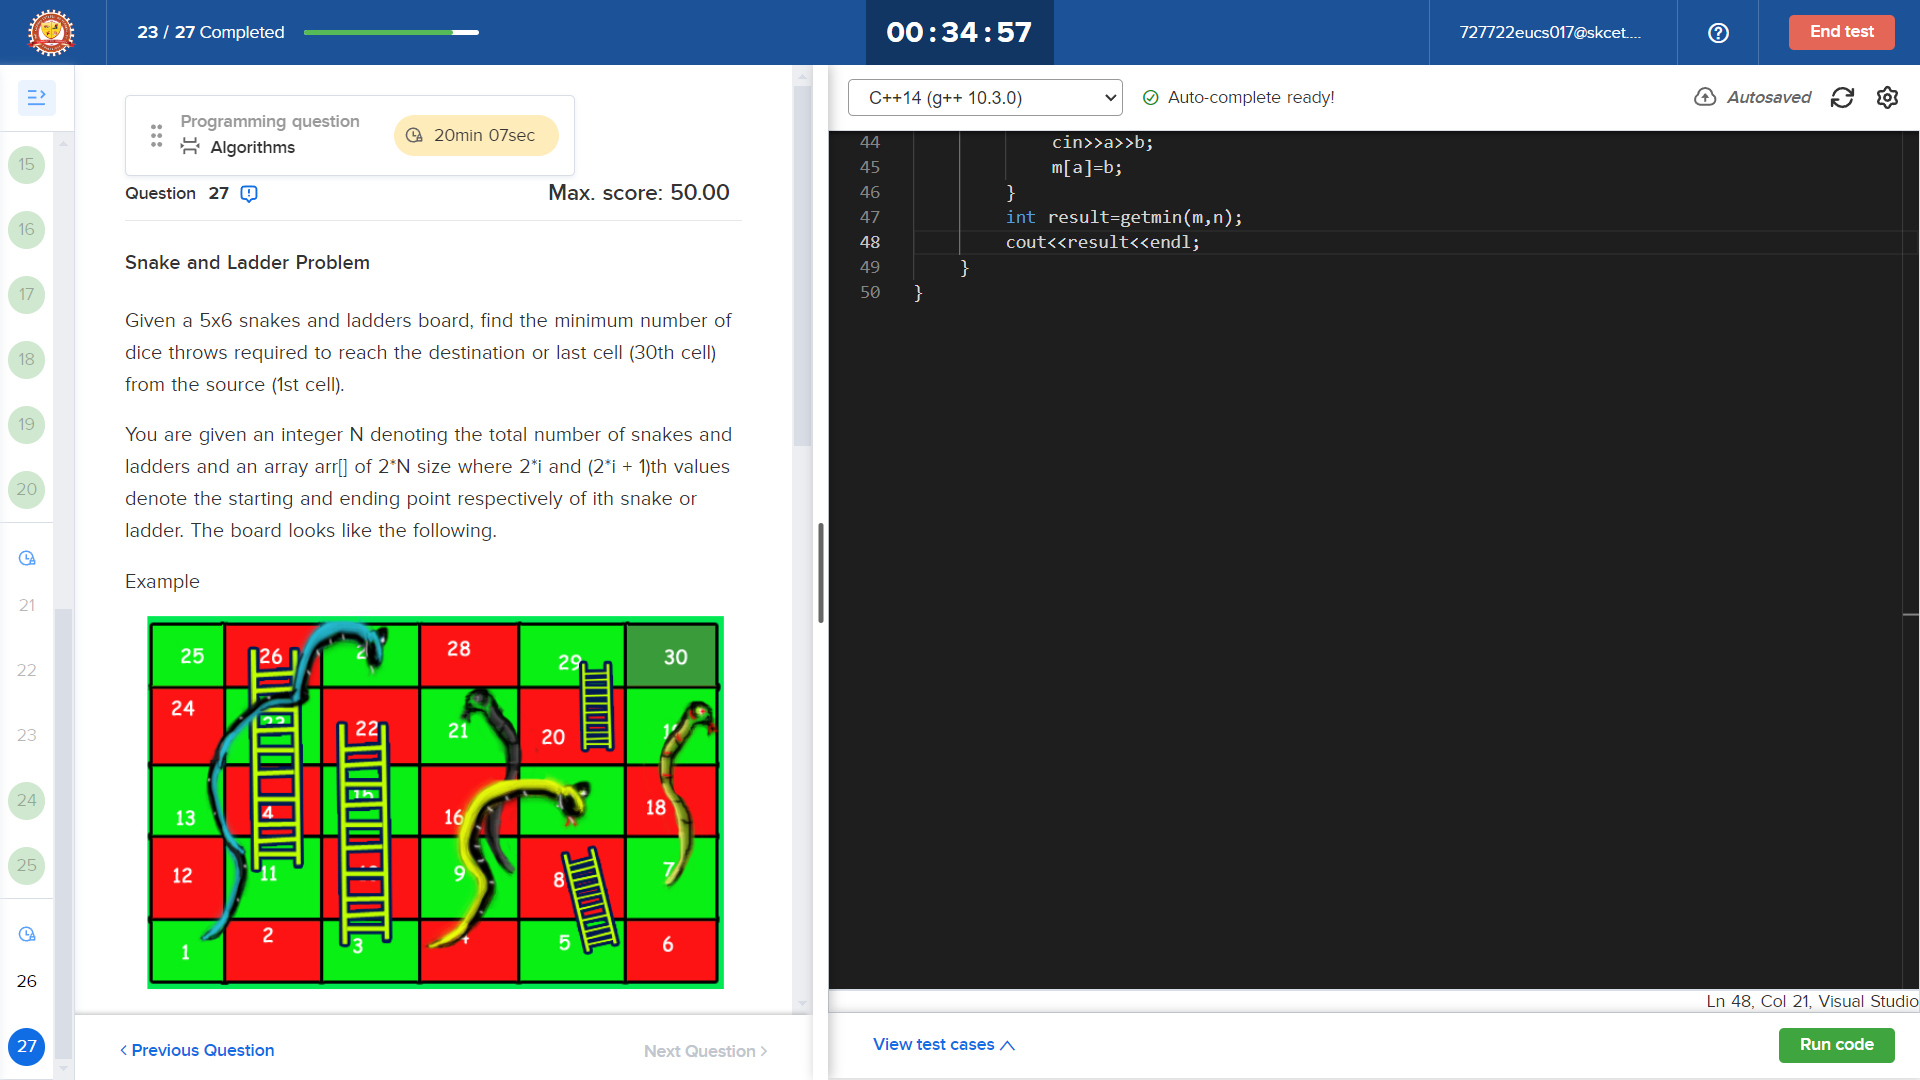 23 / 27 Completed
00:34:57
727722eucs017@skcet....
End test
15
16
17
18
19
20
21
22
23
24
25
26
27
Programming question
Algorithms
20min 07sec
Question 27
Max. score: 50.00
Snake and Ladder Problem
Given a 5x6 snakes and ladders board, find the minimum number of
dice throws required to reach the destination or last cell (30th cell)
from the source (1st cell).
You are given an integer N denoting the total number of snakes and
ladders and an array arr[] of 2*N size where 2*i and (2*i + 1)th values
denote the starting and ending point respectively of ith snake or
ladder. The board looks like the following.
Example
25 26 2 28 29 30
24 23 22 21 20 1
13 4 15 16 18
12 11 9 8 7
1 2 3 5 6
< Previous Question
Next Question >
C++14 (g++ 10.3.0)
Auto-complete ready!
Autosaved
44 cin>>a>>b;
45 m[a]=b;
46 }
47 int result=getmin(m,n);
48 cout<<result<<endl;
49 }
50 }
Ln 48, Col 21, Visual Studio
View test cases
Run code